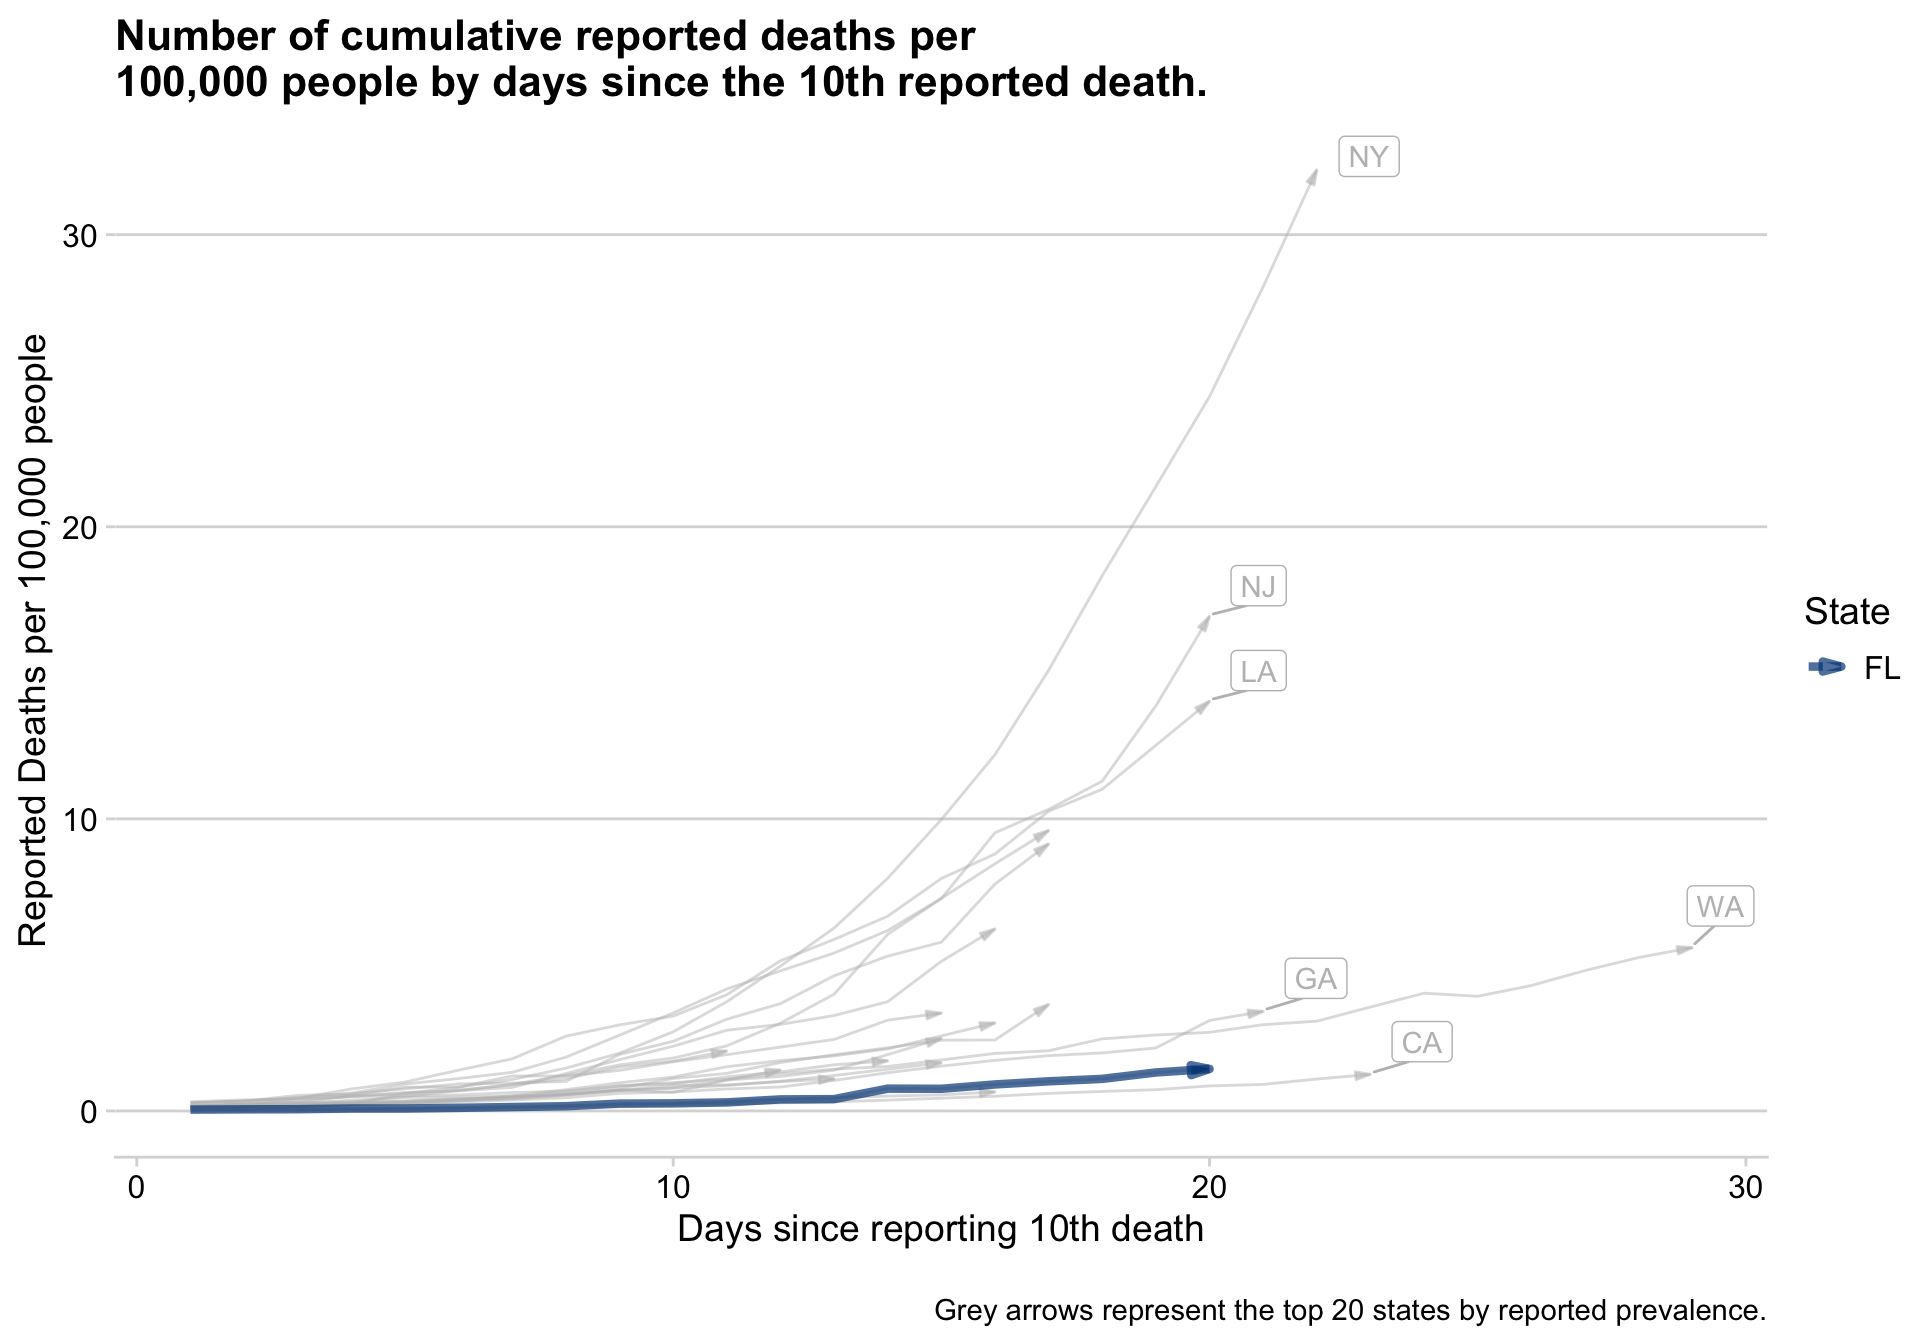 Number of cumulative reported deaths per
100,000 people by days since the 10th reported death.
NY
30
20
NJ
LA
10
WA
GA
CA
0
Reported Deaths per 100,000 people
State
FL
0 10 20 30
Days since reporting 10th death
Grey arrows represent the top 20 states by reported prevalence.